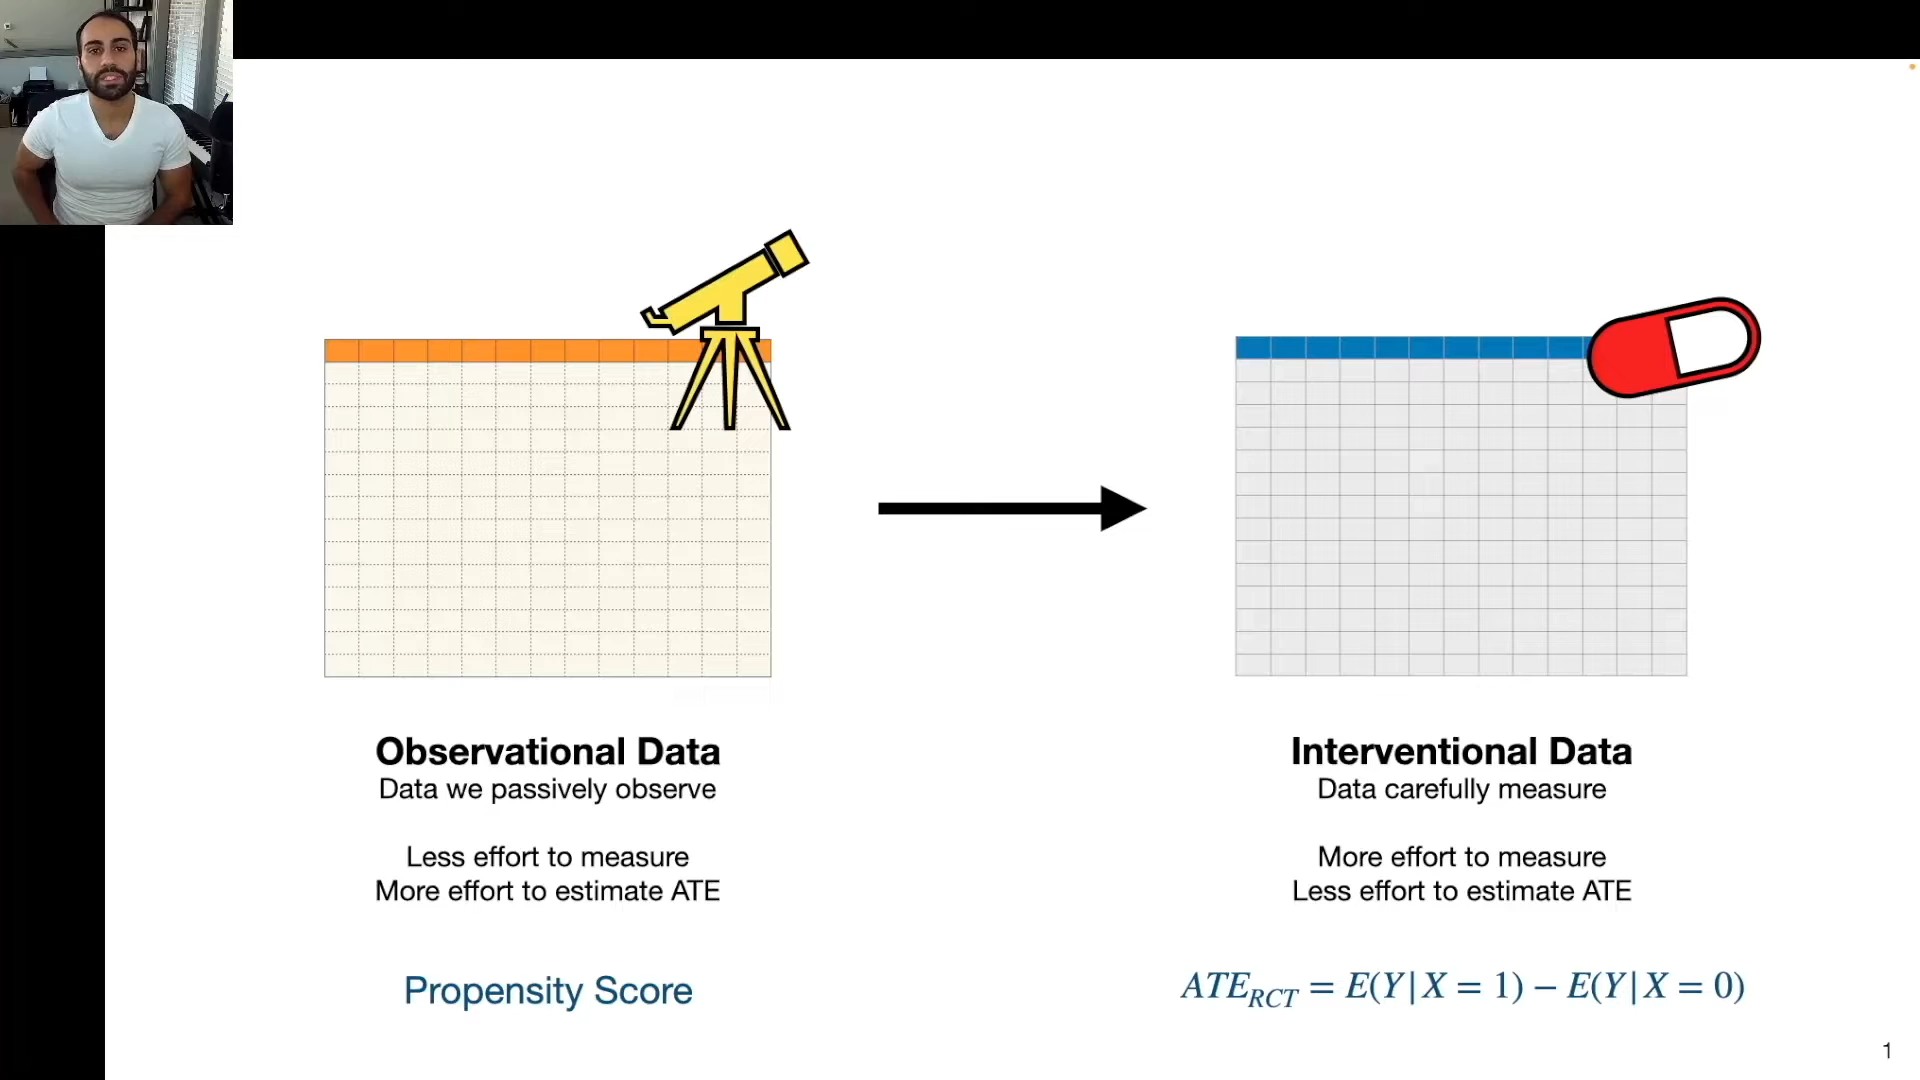 Observational Data
Data we passively observe
Less effort to measure
More effort to estimate ATE
Propensity Score
Interventional Data
Data carefully measure
More effort to measure
Less effort to estimate ATE
ATE_RCT = E(Y|X = 1) − E(Y|X = 0)
1